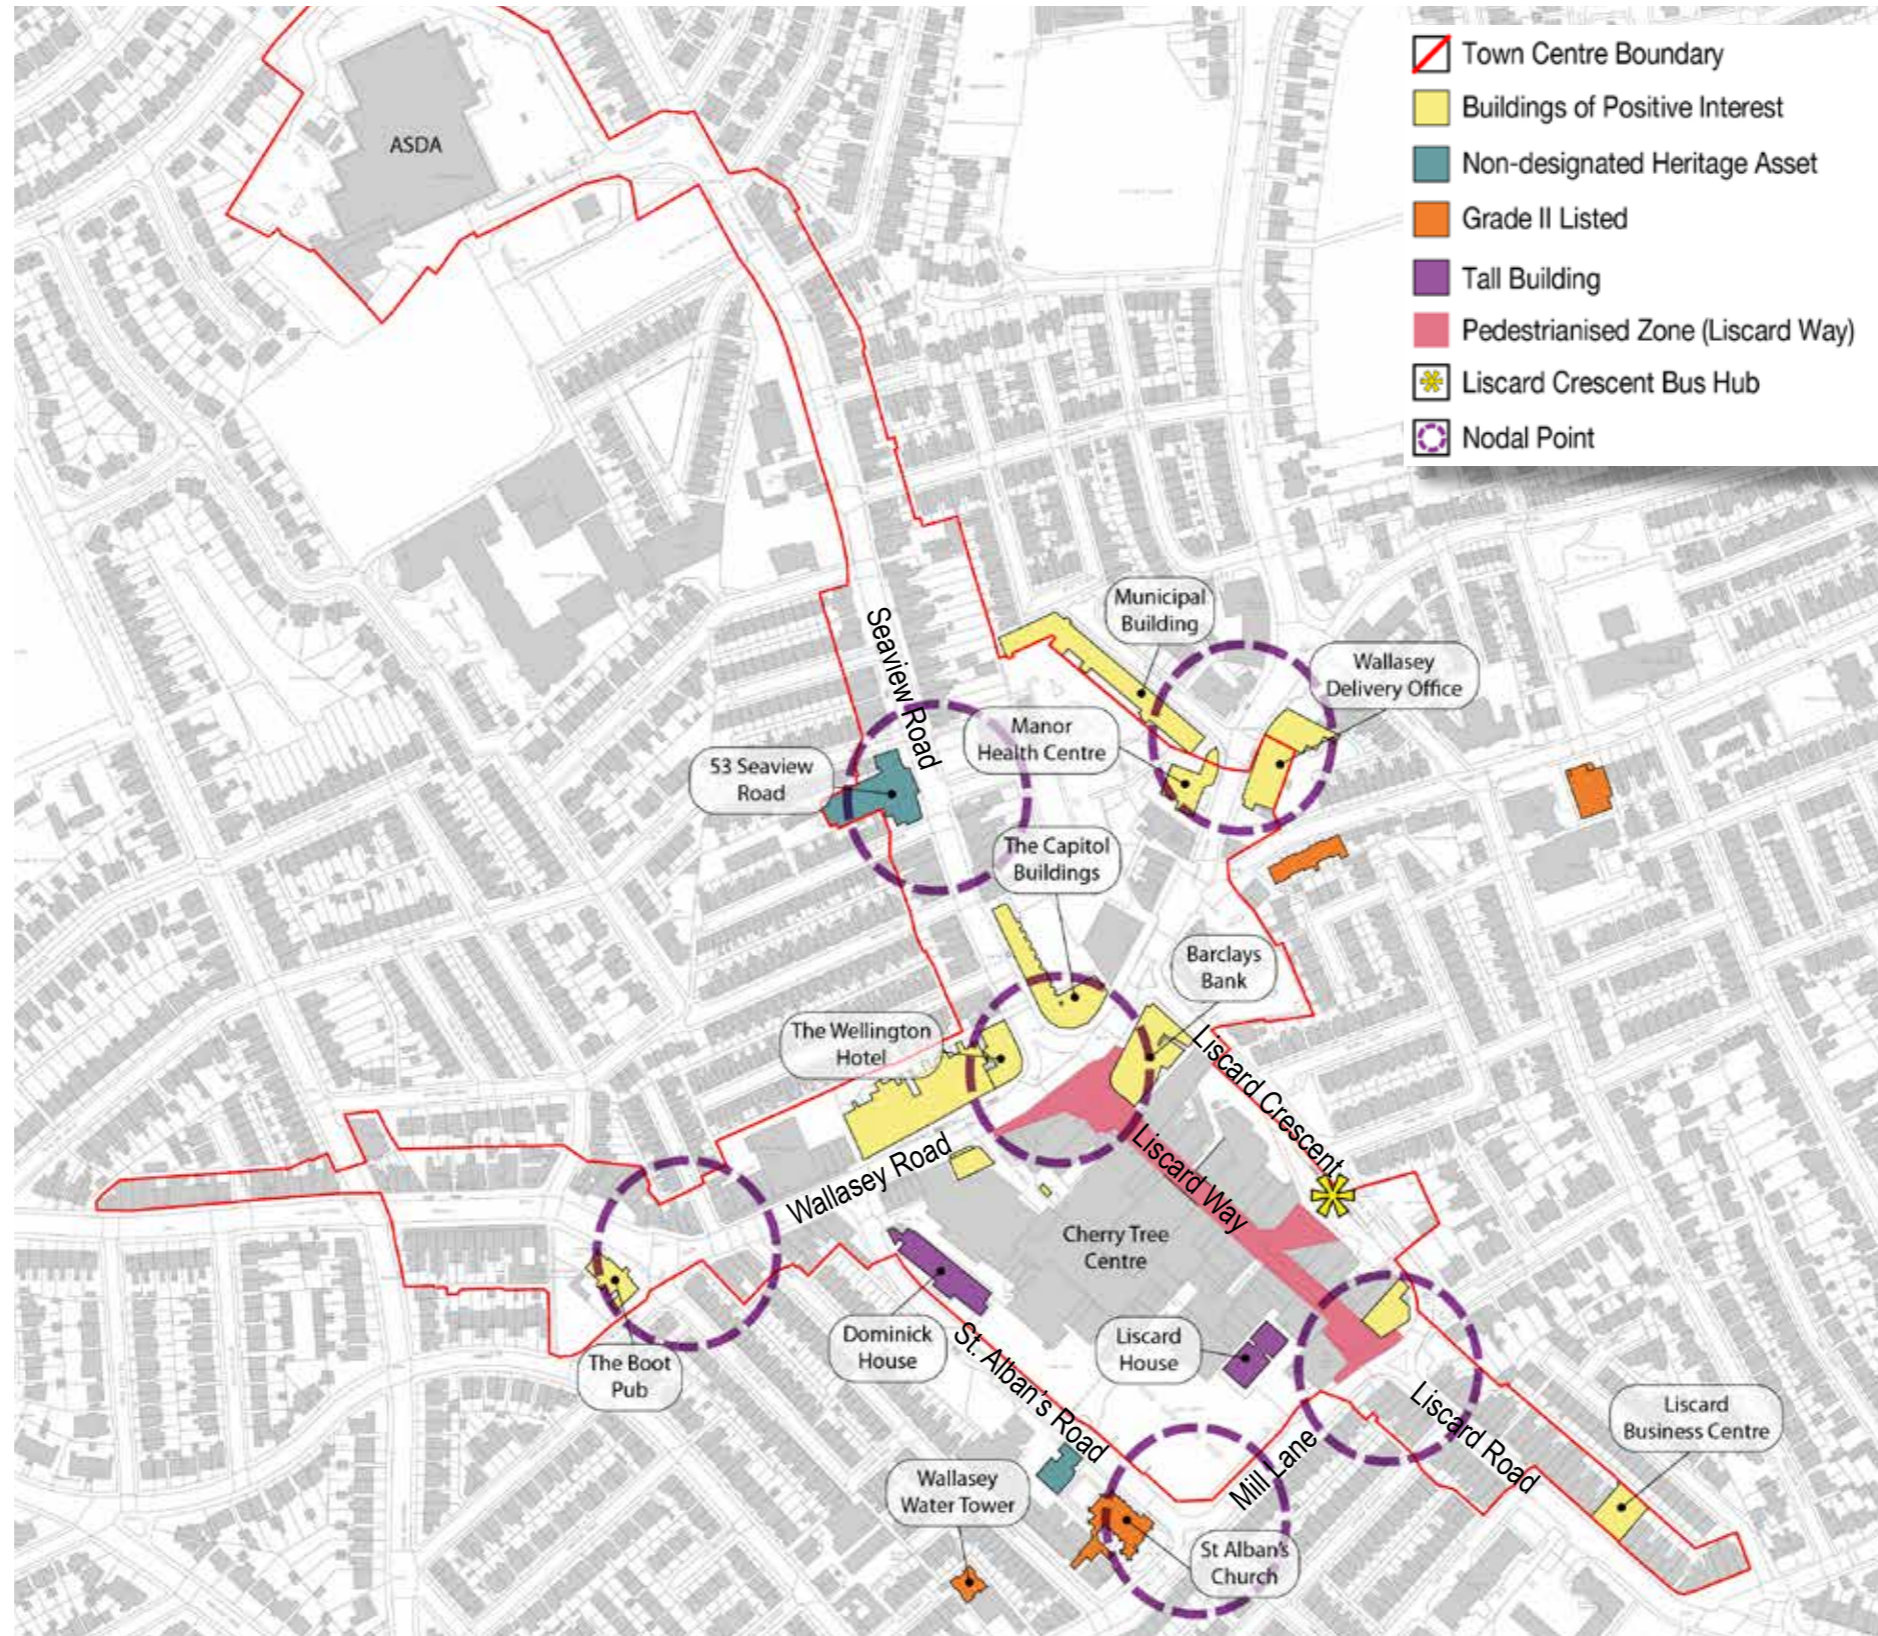 Town Centre Boundary
Buildings of Positive Interest
Non-designated Heritage Asset
Grade II Listed
Tall Building
Pedestrianised Zone (Liscard Way)
Liscard Crescent Bus Hub
Nodal Point
ASDA
Seaview Road
Municipal
Building
Wallasey
Delivery Office
Manor
Health Centre
53 Seaview
Road
The Capitol
Buildings
Barclays
Bank
The Wellington
Hotel
Liscard Crescent
Wallasey Road
Liscard Way
Cherry Tree
Centre
Dominick
House
Liscard
House
The Boot
Pub
St. Alban's Road
Liscard Road
Liscard
Business Centre
Mill Lane
Wallasey
Water Tower
St Alban's
Church